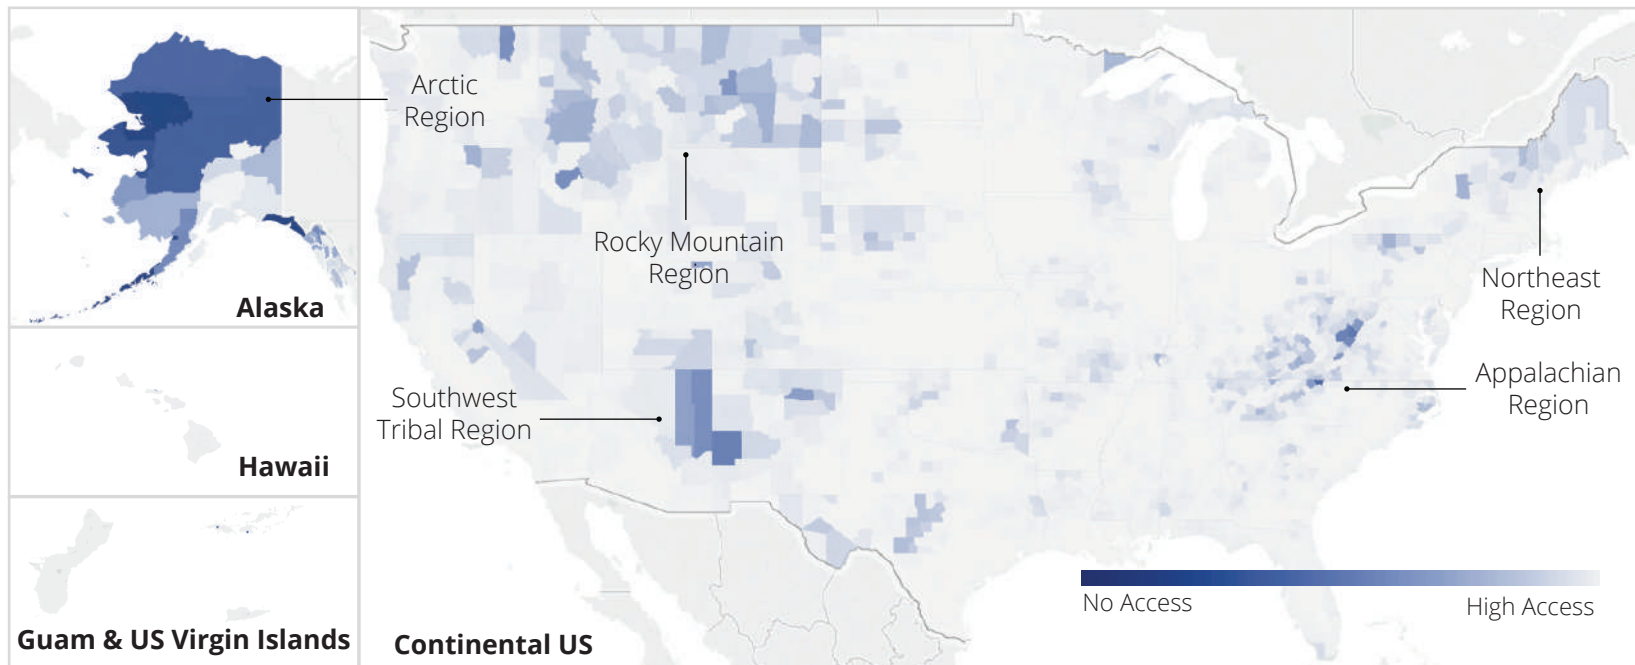 Arctic
Region
Alaska
Hawaii
Guam & US Virgin Islands
Rocky Mountain
Region
Northeast
Region
Southwest
Tribal Region
Appalachian
Region
No Access
High Access
Continental US